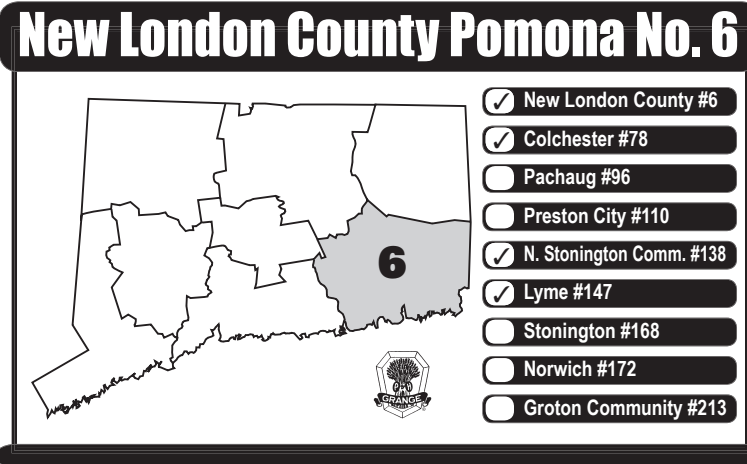 New London County Pomona No. 6
✓ New London County #6
✓ Colchester #78
Pachaug #96
Preston City #110
✓ N. Stonington Comm. #138
✓ Lyme #147
Stonington #168
Norwich #172
Groton Community #213
6
GRANGE